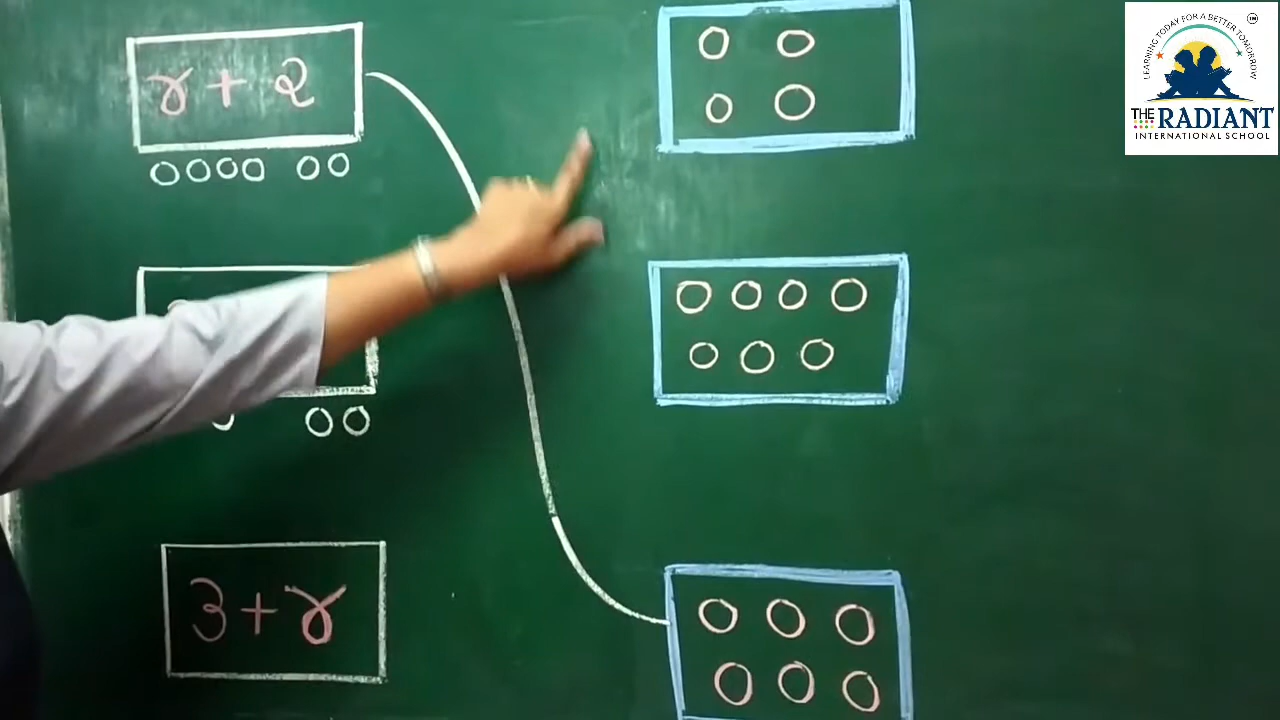 ४ + २
३ + ४
LEARNING TODAY FOR A BETTER TOMORROW
THE RADIANT
INTERNATIONAL SCHOOL